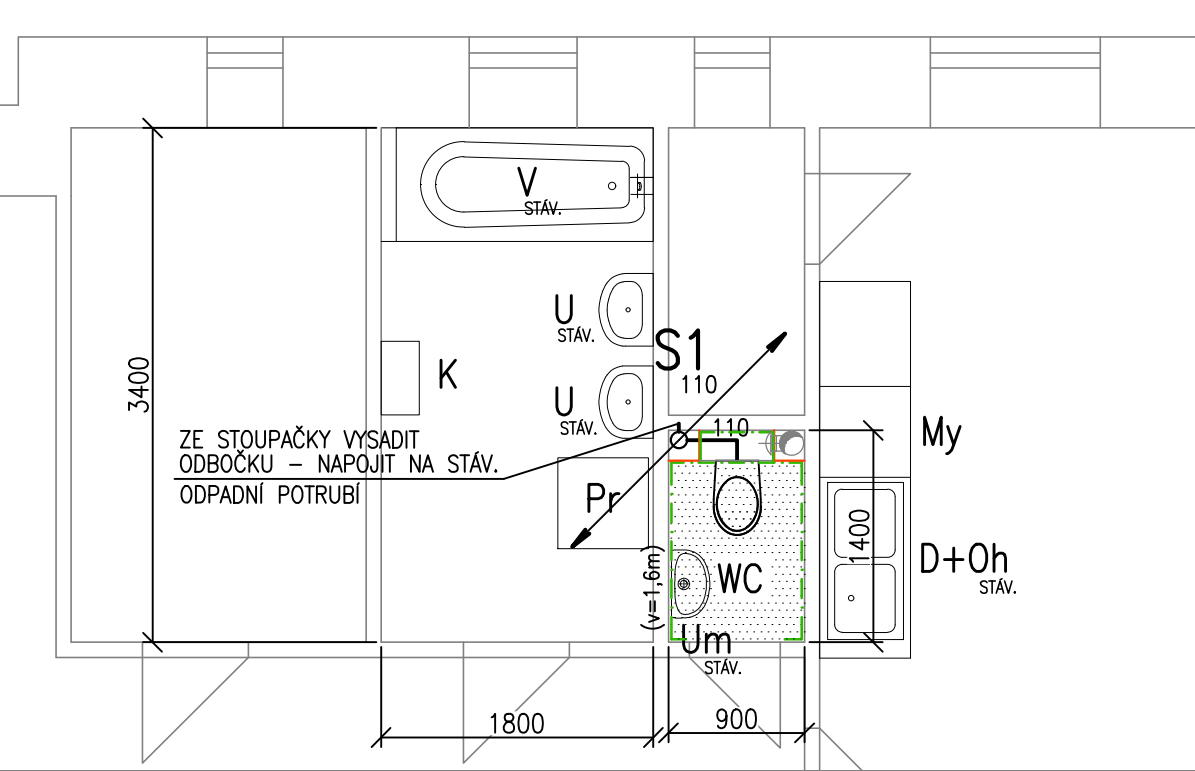 V
STÁV.
U
STÁV.
S1
110
K
3400
U
STÁV.
110
My
ZE STOUPAČKY VYSADIT
ODBOČKU – NAPOJIT NA STÁV.
ODPADNÍ POTRUBÍ
Pr
1400
(v=1,6m)
WC
D+Oh
STÁV.
Um
STÁV.
1800
900